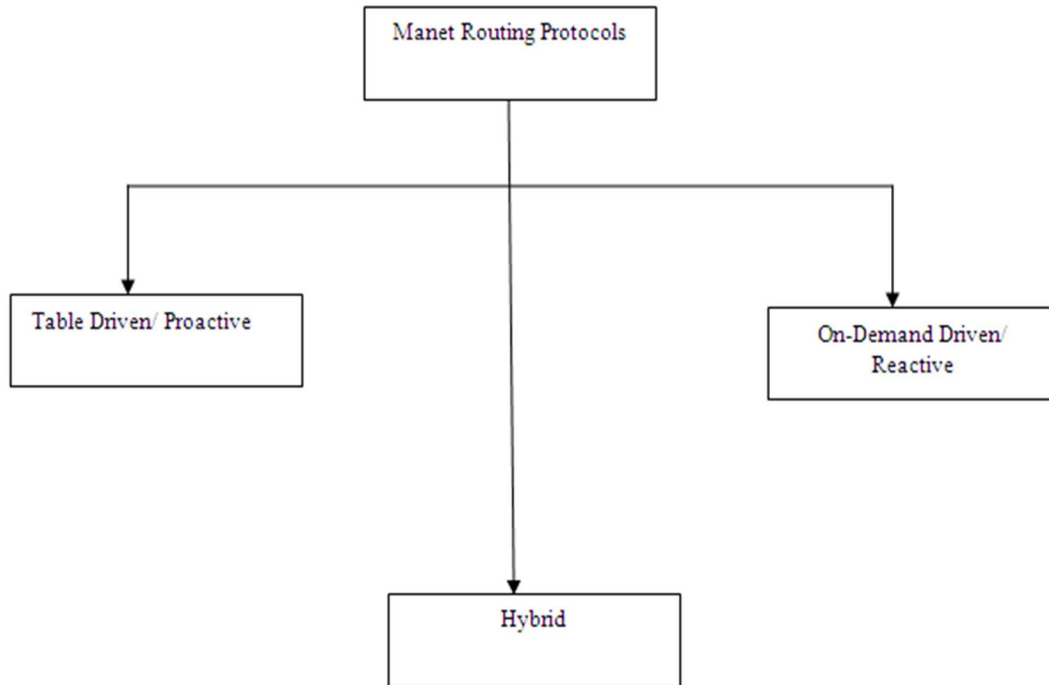 Manet Routing Protocols
Table Driven/ Proactive
On-Demand Driven/
Reactive
Hybrid